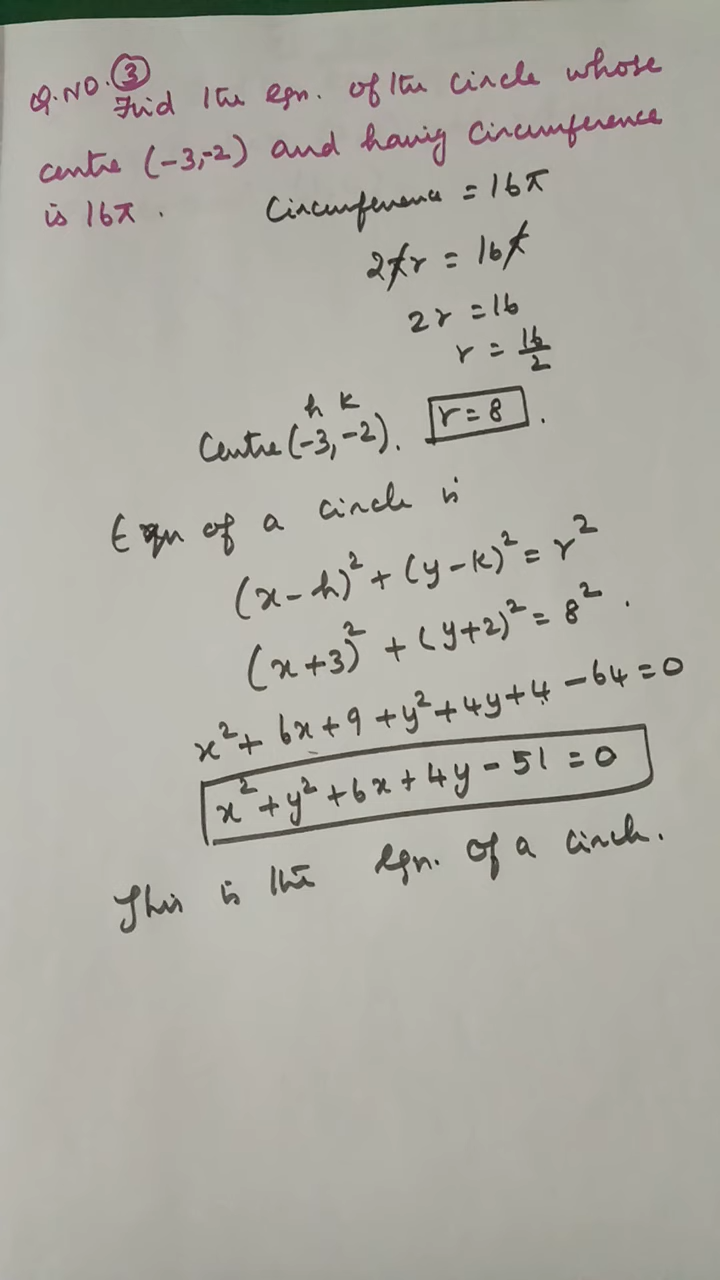 Q.NO. 3
Find the eqn. of the circle whose
centre (-3,-2) and having circumference
is 16π.
Circumference = 16π
2πr = 16π
2r = 16
r = 16/2
h k
Centre (-3, -2). r = 8.
Eqn of a circle is
(x-h)² + (y-k)² = r²
(x+3)² + (y+2)² = 8².
x² + 6x + 9 + y² + 4y + 4 - 64 = 0
x² + y² + 6x + 4y - 51 = 0
This is the eqn. of a circle.